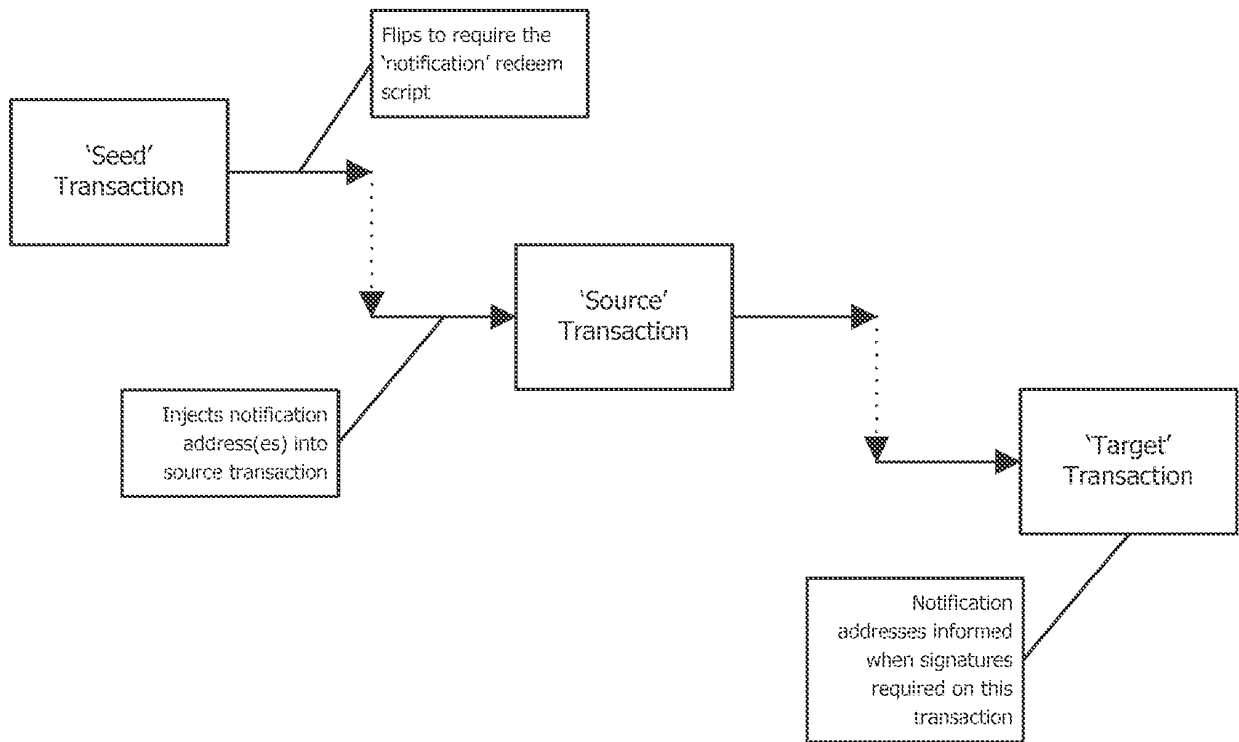 Flips to require the
‘notification’ redeem
script
‘Seed’
Transaction
‘Source’
Transaction
Injects notification
address(es) into
source transaction
‘Target’
Transaction
Notification
addresses informed
when signatures
required on this
transaction